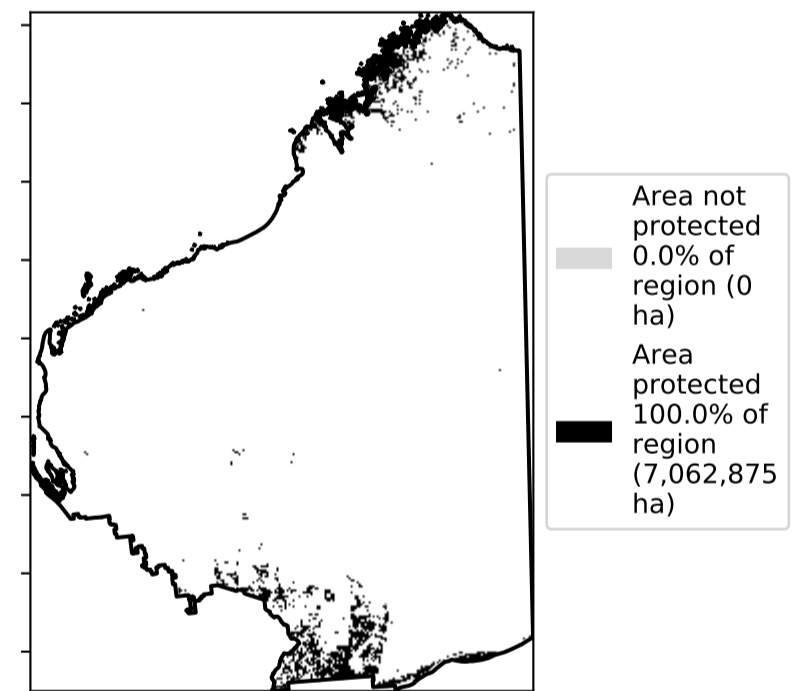 Area not
protected
0.0% of
region (0
ha)
Area
protected
100.0% of
region
(7,062,875
ha)